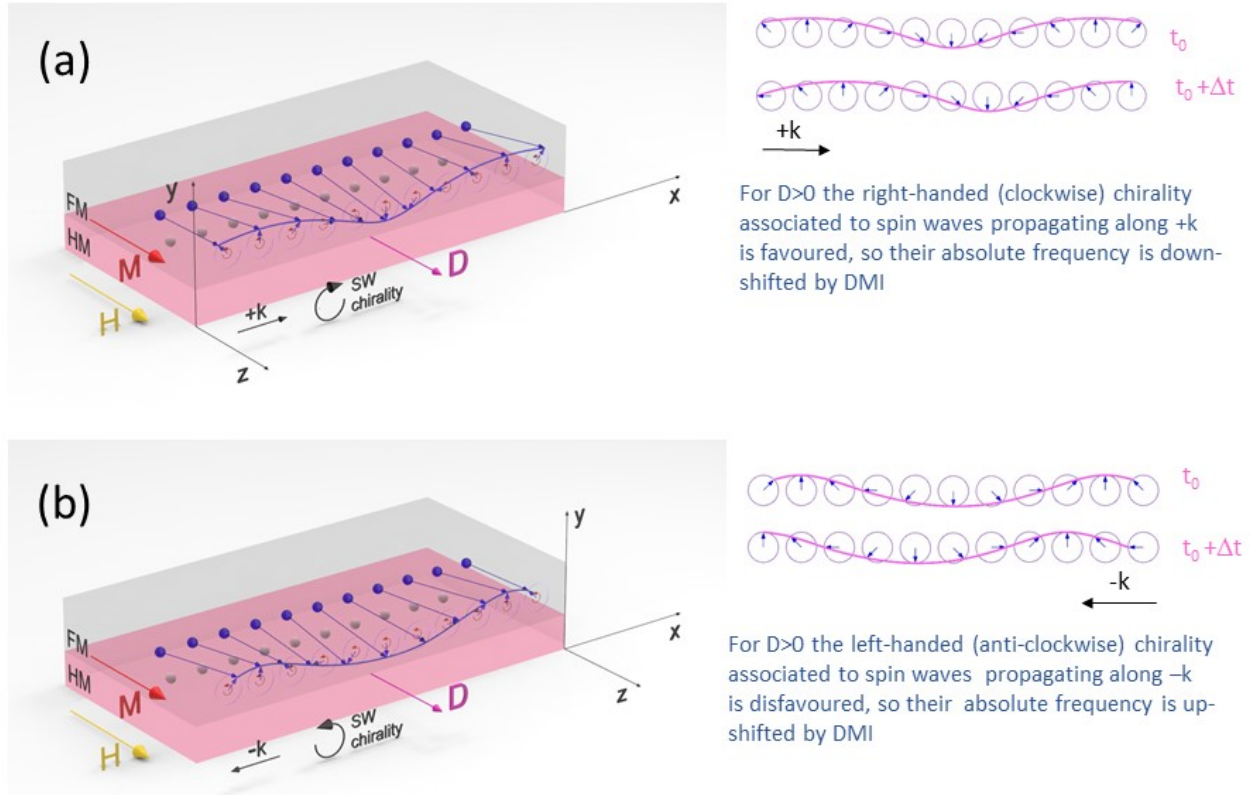 (a)
y
x
z
FM
HM
M
H
D
+k
SW
chirality
t₀
t₀ +Δt
+k
For D>0 the right-handed (clockwise) chirality
associated to spin waves propagating along +k
is favoured, so their absolute frequency is down-
shifted by DMI
(b)
y
x
z
FM
HM
M
H
D
-k
SW
chirality
t₀
t₀ +Δt
-k
For D>0 the left-handed (anti-clockwise) chirality
associated to spin waves propagating along –k
is disfavoured, so their absolute frequency is up-
shifted by DMI